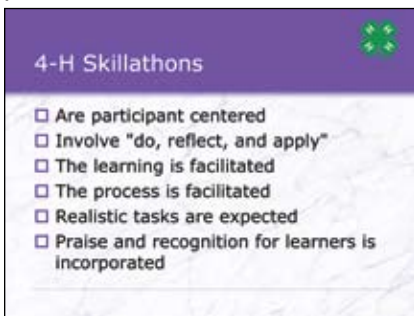 4-H Skillathons
Are participant centered
Involve "do, reflect, and apply"
The learning is facilitated
The process is facilitated
Realistic tasks are expected
Praise and recognition for learners is
incorporated